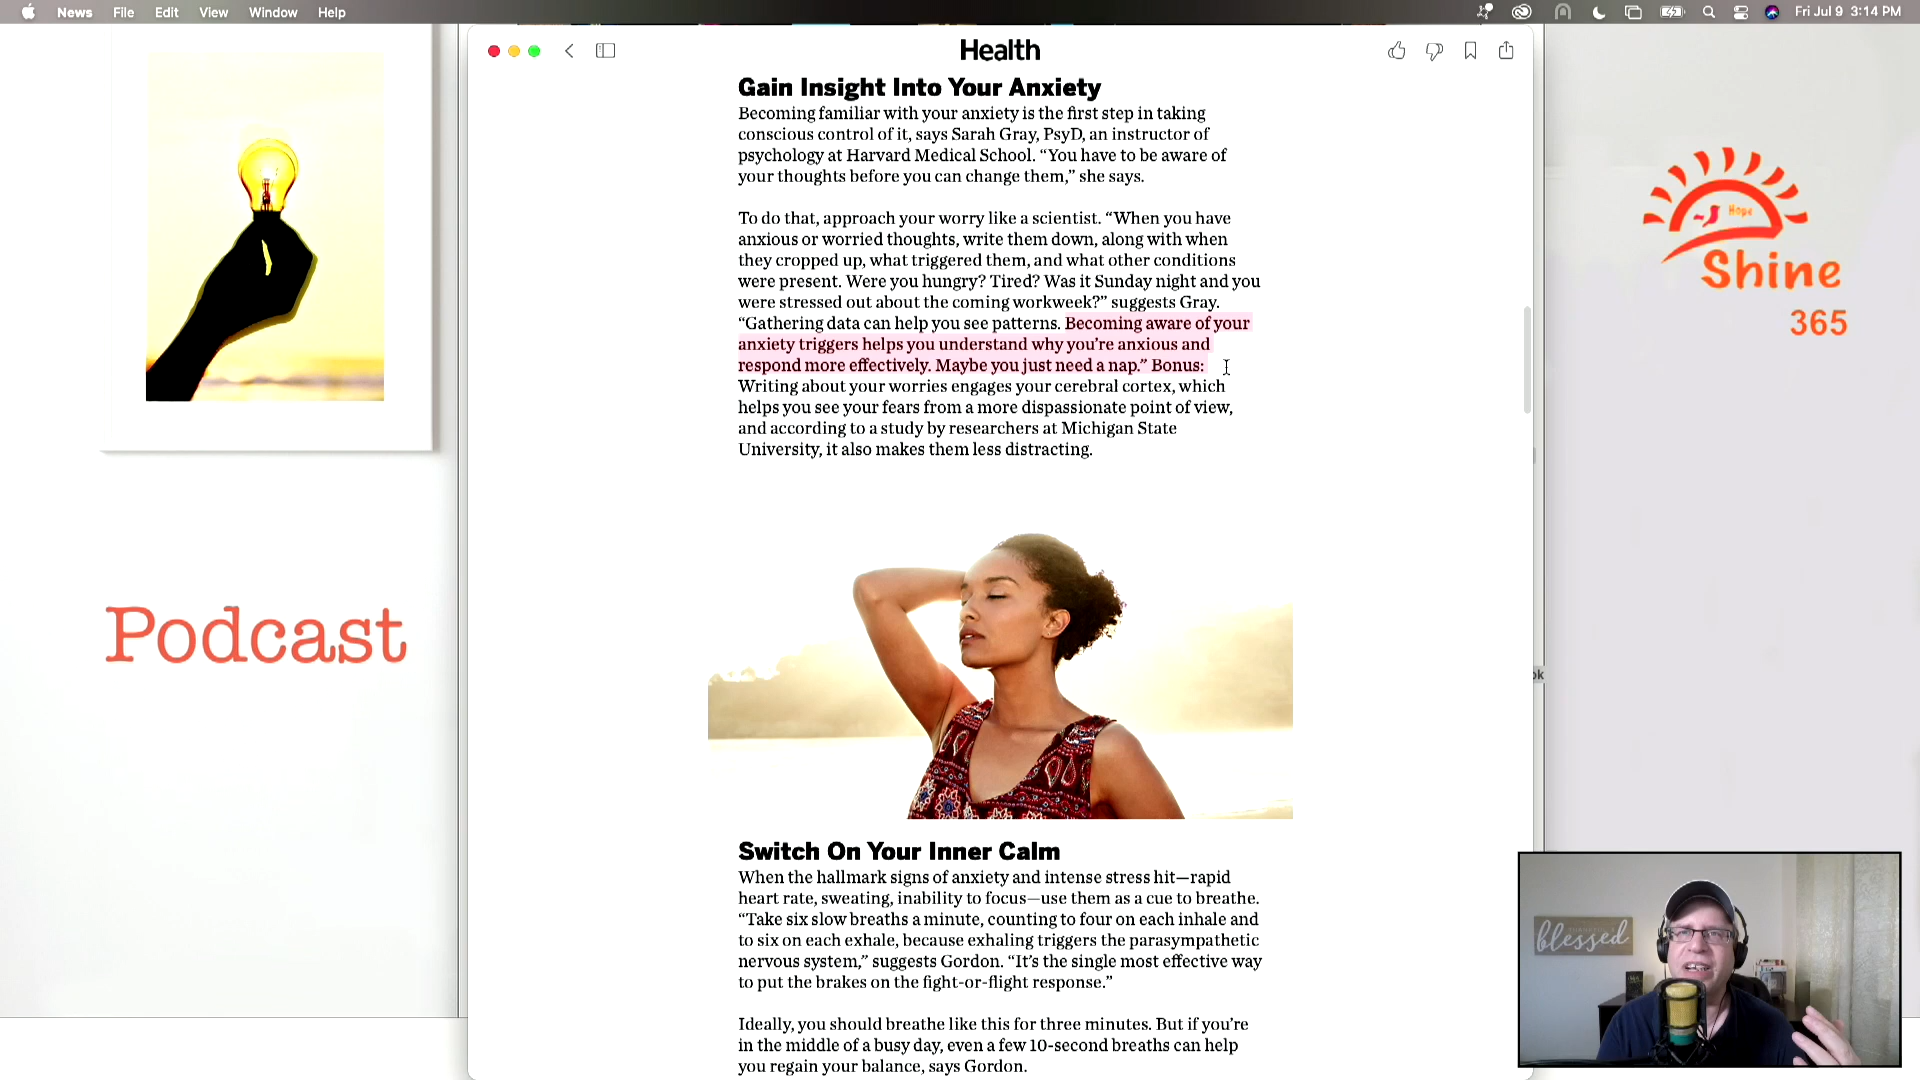 News File Edit View Window Help
Fri Jul 9 3:14 PM
Health
Gain Insight Into Your Anxiety
Becoming familiar with your anxiety is the first step in taking
conscious control of it, says Sarah Gray, PsyD, an instructor of
psychology at Harvard Medical School. “You have to be aware of
your thoughts before you can change them,” she says.
To do that, approach your worry like a scientist. “When you have
anxious or worried thoughts, write them down, along with when
they cropped up, what triggered them, and what other conditions
were present. Were you hungry? Tired? Was it Sunday night and you
were stressed out about the coming workweek?” suggests Gray.
“Gathering data can help you see patterns. Becoming aware of your
anxiety triggers helps you understand why you’re anxious and
respond more effectively. Maybe you just need a nap.” Bonus:
Writing about your worries engages your cerebral cortex, which
helps you see your fears from a more dispassionate point of view,
and according to a study by researchers at Michigan State
University, it also makes them less distracting.
Switch On Your Inner Calm
When the hallmark signs of anxiety and intense stress hit—rapid
heart rate, sweating, inability to focus—use them as a cue to breathe.
“Take six slow breaths a minute, counting to four on each inhale and
to six on each exhale, because exhaling triggers the parasympathetic
nervous system,” suggests Gordon. “It’s the single most effective way
to put the brakes on the fight-or-flight response.”
Ideally, you should breathe like this for three minutes. But if you’re
in the middle of a busy day, even a few 10-second breaths can help
you regain your balance, says Gordon.
Podcast
Hope
Shine
365
ok
blessed